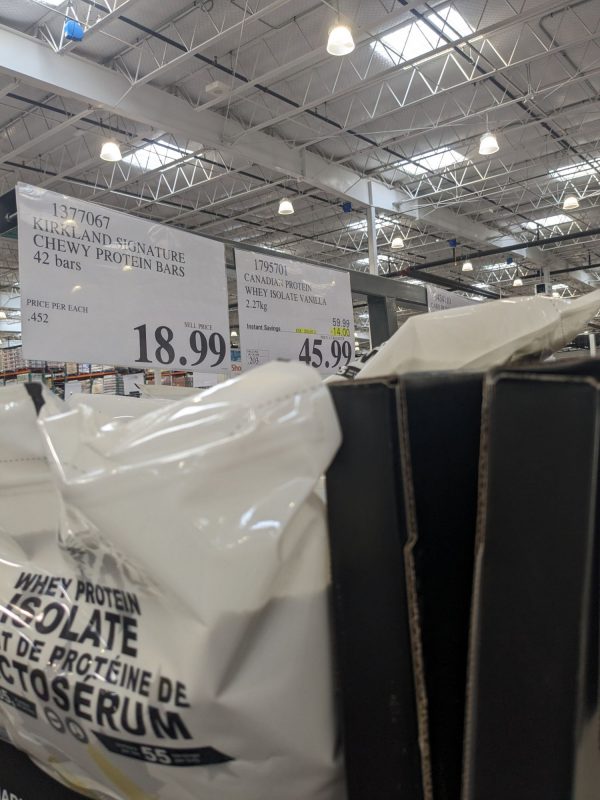 1377067
KIRKLAND SIGNATURE
CHEWY PROTEIN BARS
42 bars
PRICE PER EACH
.452
SELL PRICE
18.99
1795701
CANADIAN PROTEIN
WHEY ISOLATE VANILLA
2.27kg
59.99
Instant Savings
-14.00
45.99
WHEY PROTEIN
ISOLATE
T DE PROTÉINE DE
CTOSÉRUM
55